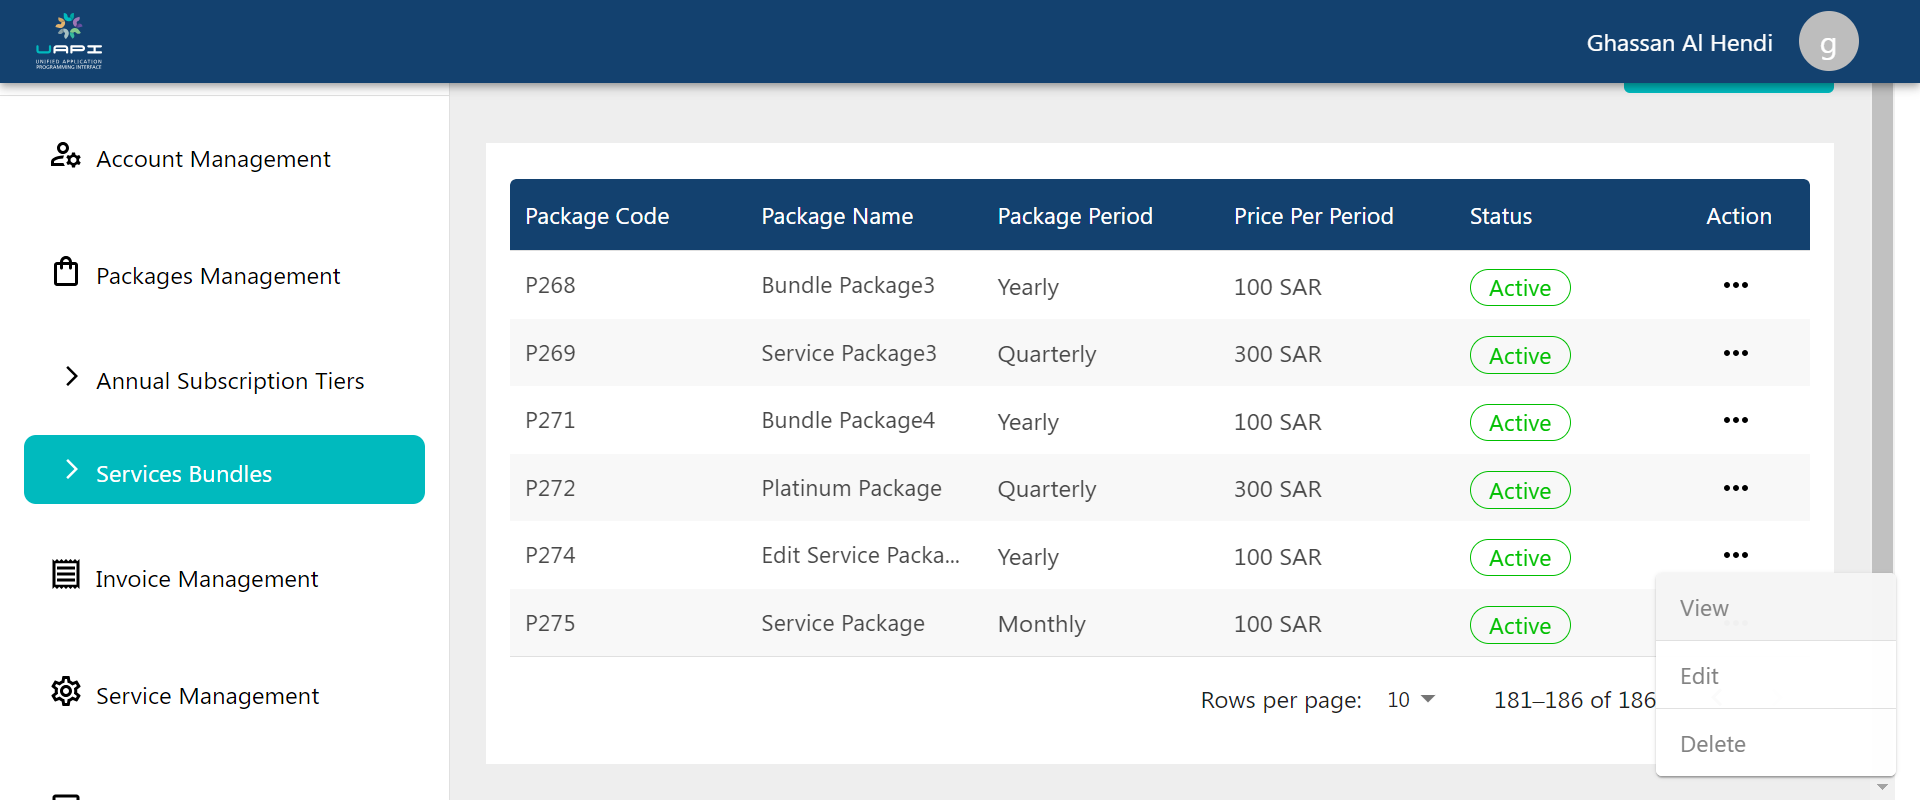 UAPI
UNIFIED APPLICATION
PROGRAMMING INTERFACE
Ghassan Al Hendi
g
Account Management
Packages Management
Annual Subscription Tiers
Services Bundles
Invoice Management
Service Management
Package Code Package Name Package Period Price Per Period Status Action
P268 Bundle Package3 Yearly 100 SAR Active
P269 Service Package3 Quarterly 300 SAR Active
P271 Bundle Package4 Yearly 100 SAR Active
P272 Platinum Package Quarterly 300 SAR Active
P274 Edit Service Packa... Yearly 100 SAR Active
P275 Service Package Monthly 100 SAR Active
Rows per page: 10 181–186 of 186
View
Edit
Delete